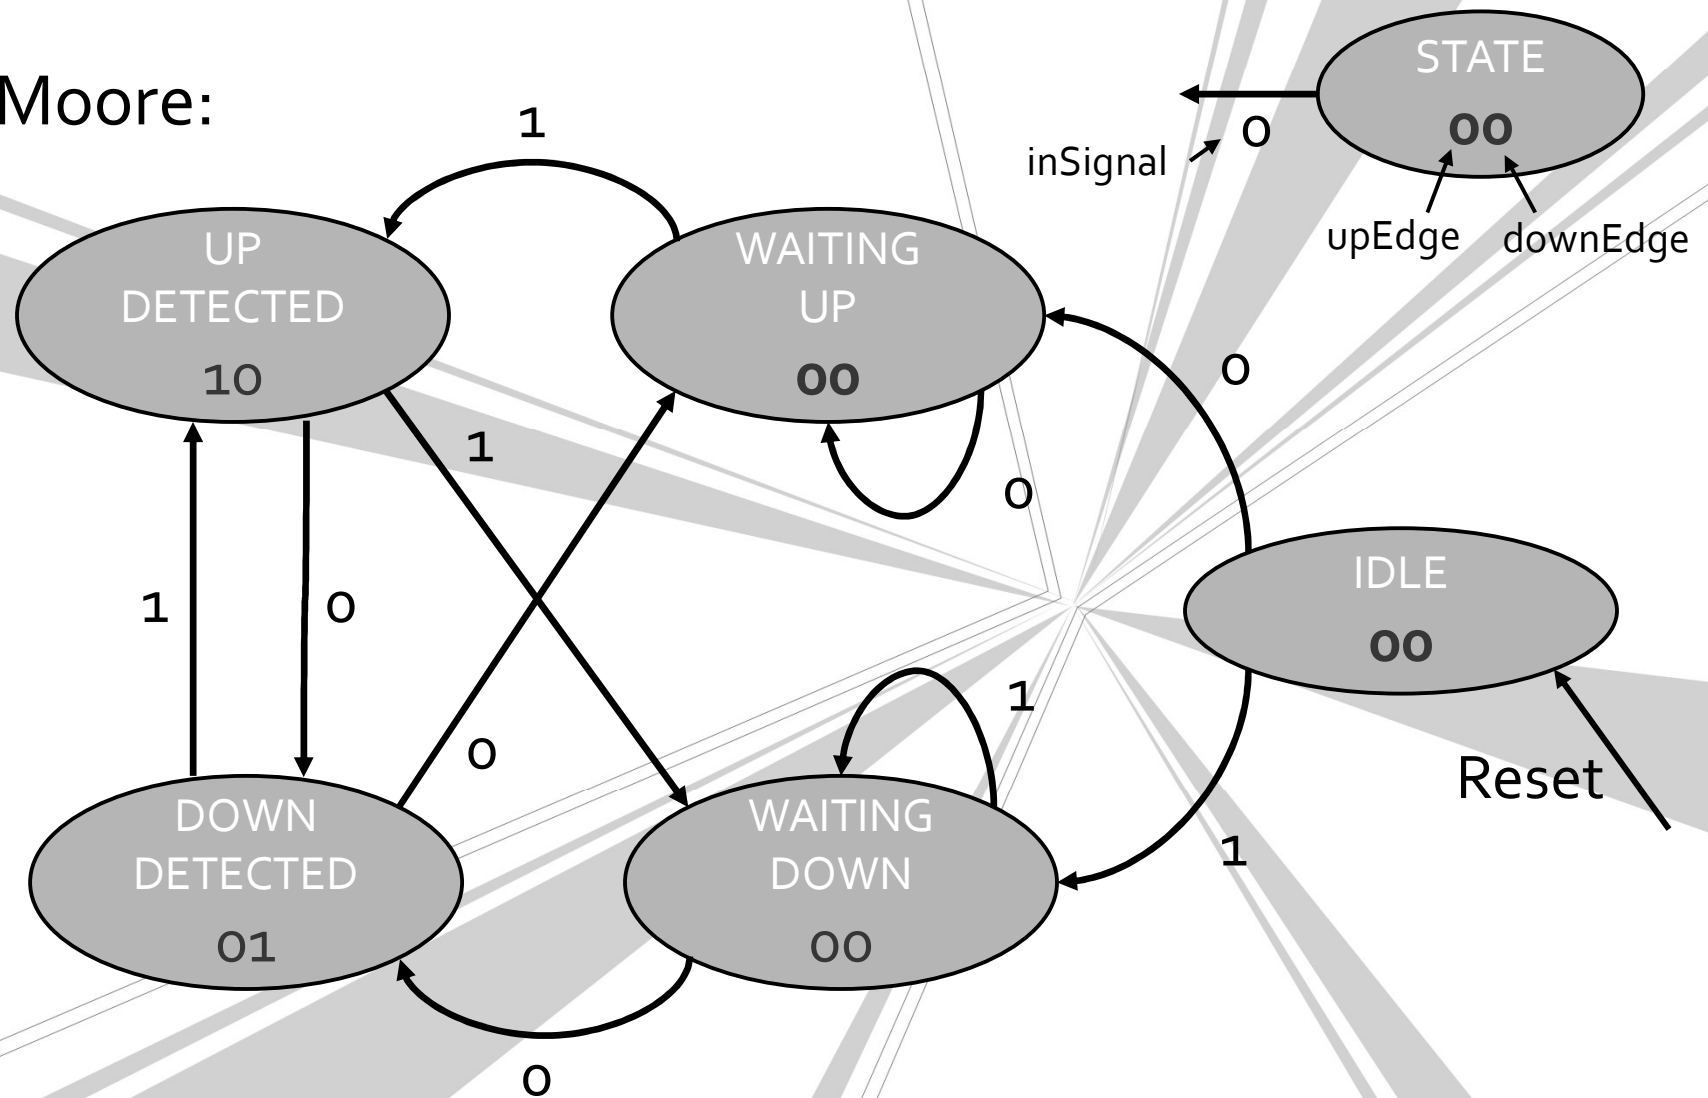 Moore:
STATE
00
0
inSignal
upEdge
downEdge
1
UP
DETECTED
10
WAITING
UP
00
0
1
0
IDLE
00
1
0
0
1
Reset
DOWN
DETECTED
01
WAITING
DOWN
00
1
0